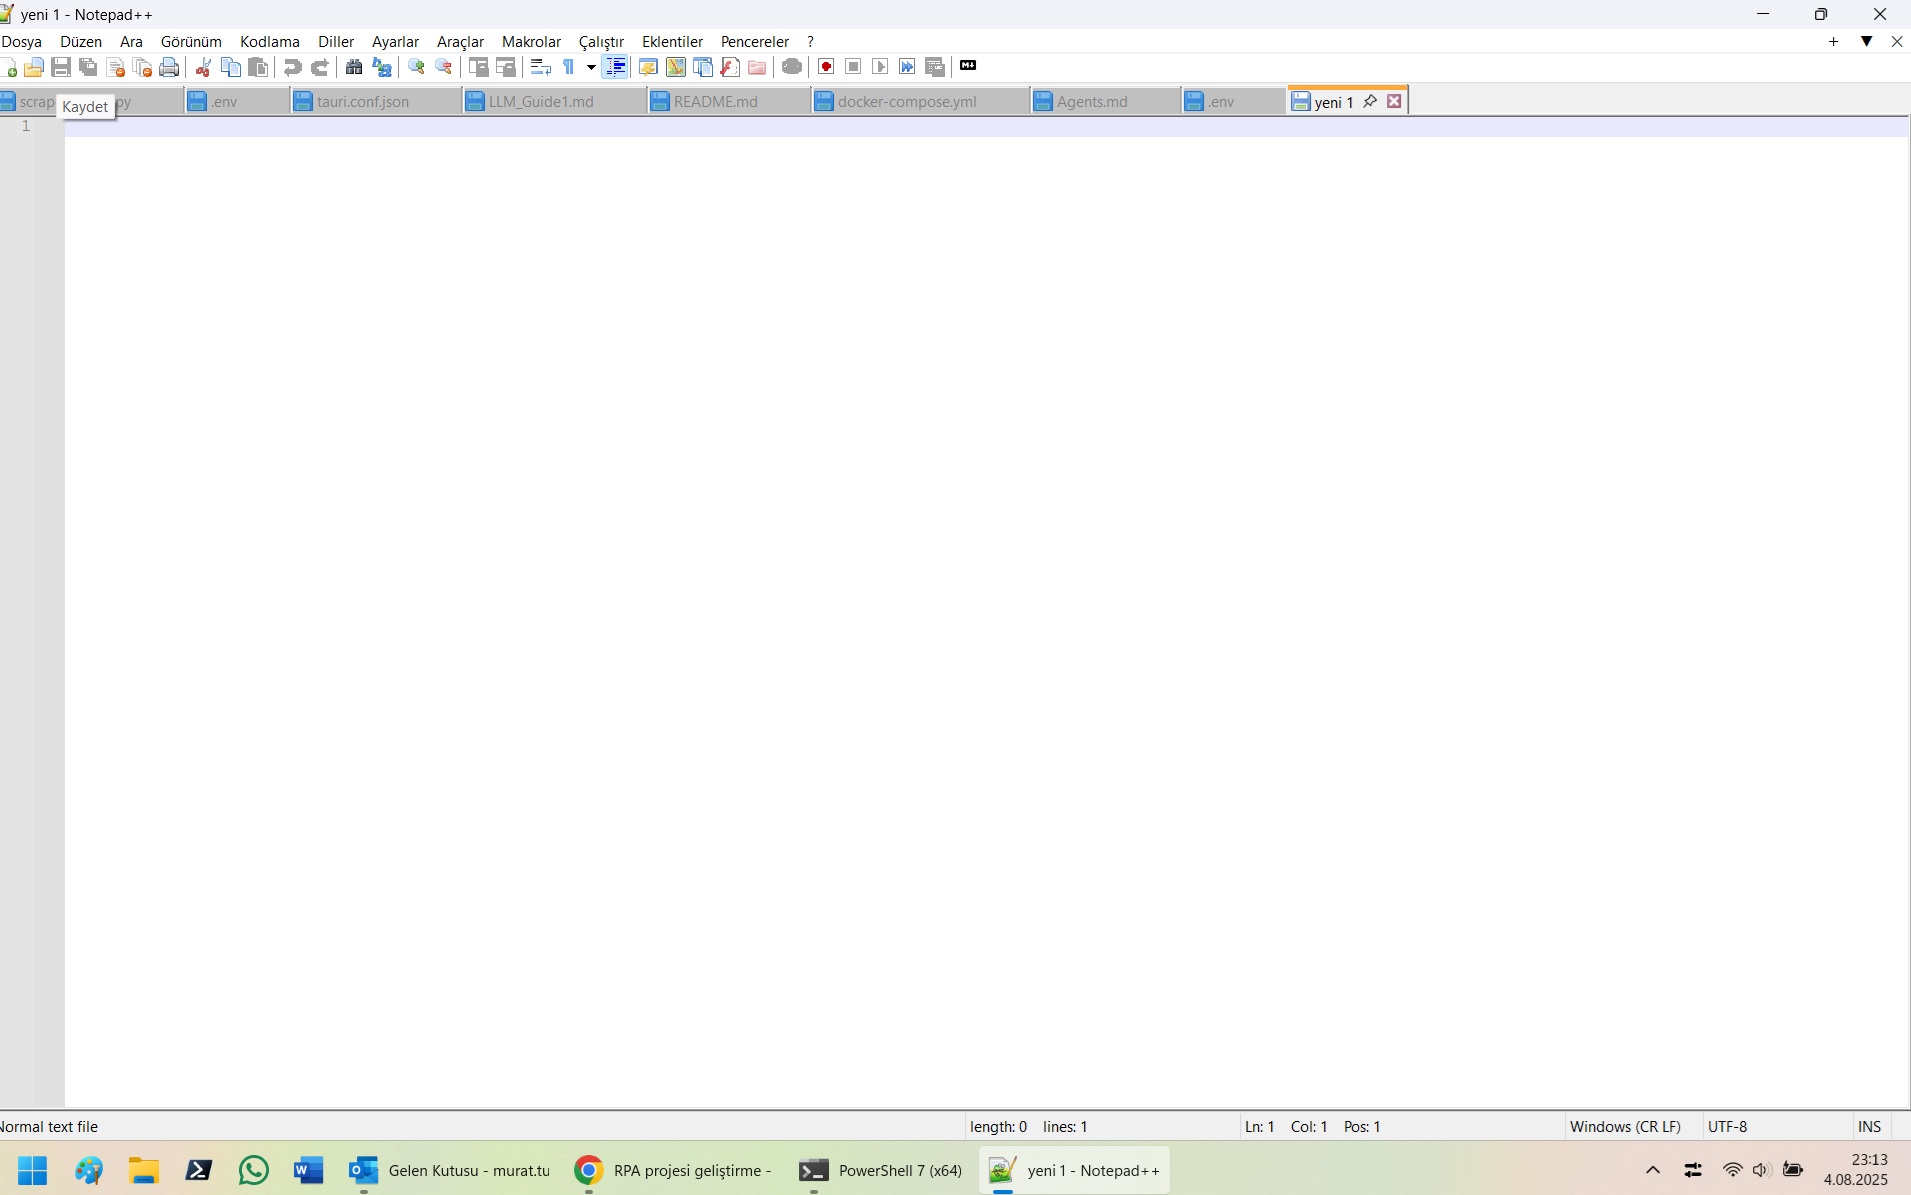 yeni 1 - Notepad++
Dosya Düzen Ara Görünüm Kodlama Diller Ayarlar Araçlar Makrolar Çalıştır Eklentiler Pencereler ?
scrap py .env tauri.conf.json LLM_Guide1.md README.md docker-compose.yml Agents.md .env yeni 1
Kaydet
1
Normal text file length: 0 lines: 1 Ln: 1 Col: 1 Pos: 1 Windows (CR LF) UTF-8 INS
Gelen Kutusu - murat.tu RPA projesi geliştirme - PowerShell 7 (x64) yeni 1 - Notepad++
23:13
4.08.2025